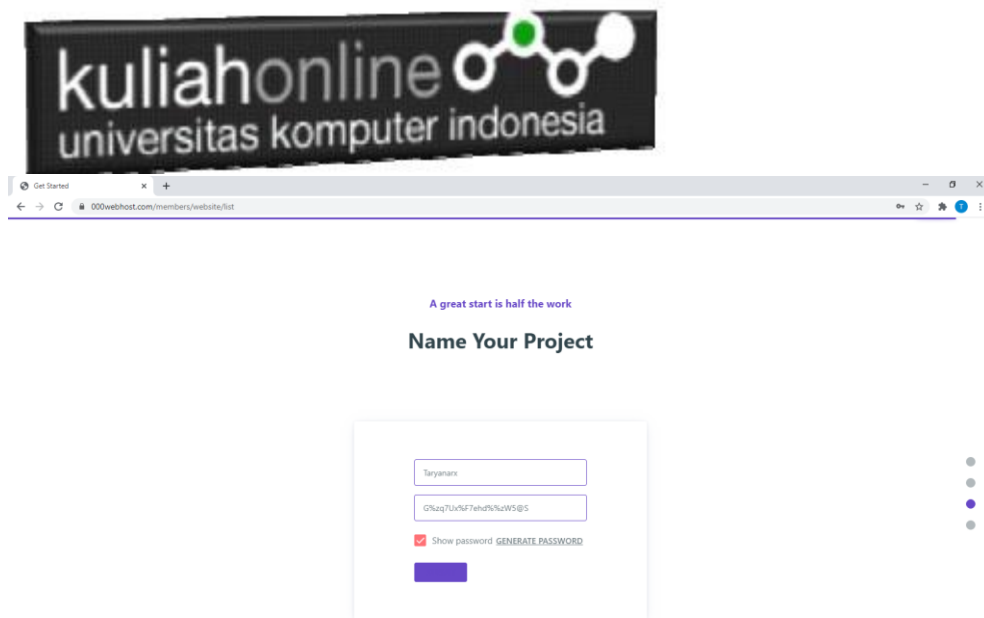 kuliahonline
universitas komputer indonesia
Get Started
000webhost.com/members/website/list
T
A great start is half the work
Name Your Project
Taryanarx
G%zq7Ux%F7ehd%%zW5@S
Show password GENERATE PASSWORD